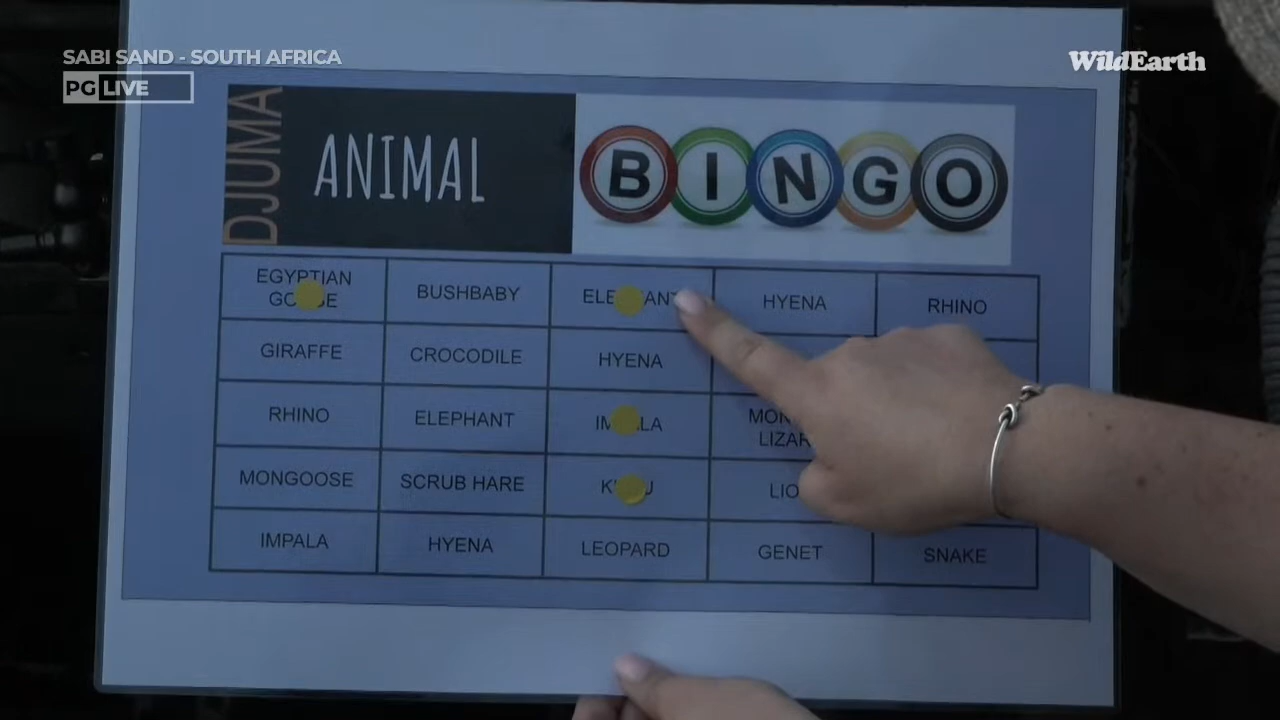 SABI SAND - SOUTH AFRICA
PG LIVE
WildEarth
DJUMA
ANIMAL
BINGO
EGYPTIAN
BUSHBABY
HYENA
RHINO
GIRAFFE
CROCODILE
HYENA
RHINO
ELEPHANT
MONGOOSE
SCRUB HARE
IMPALA
HYENA
LEOPARD
GENET
SNAKE